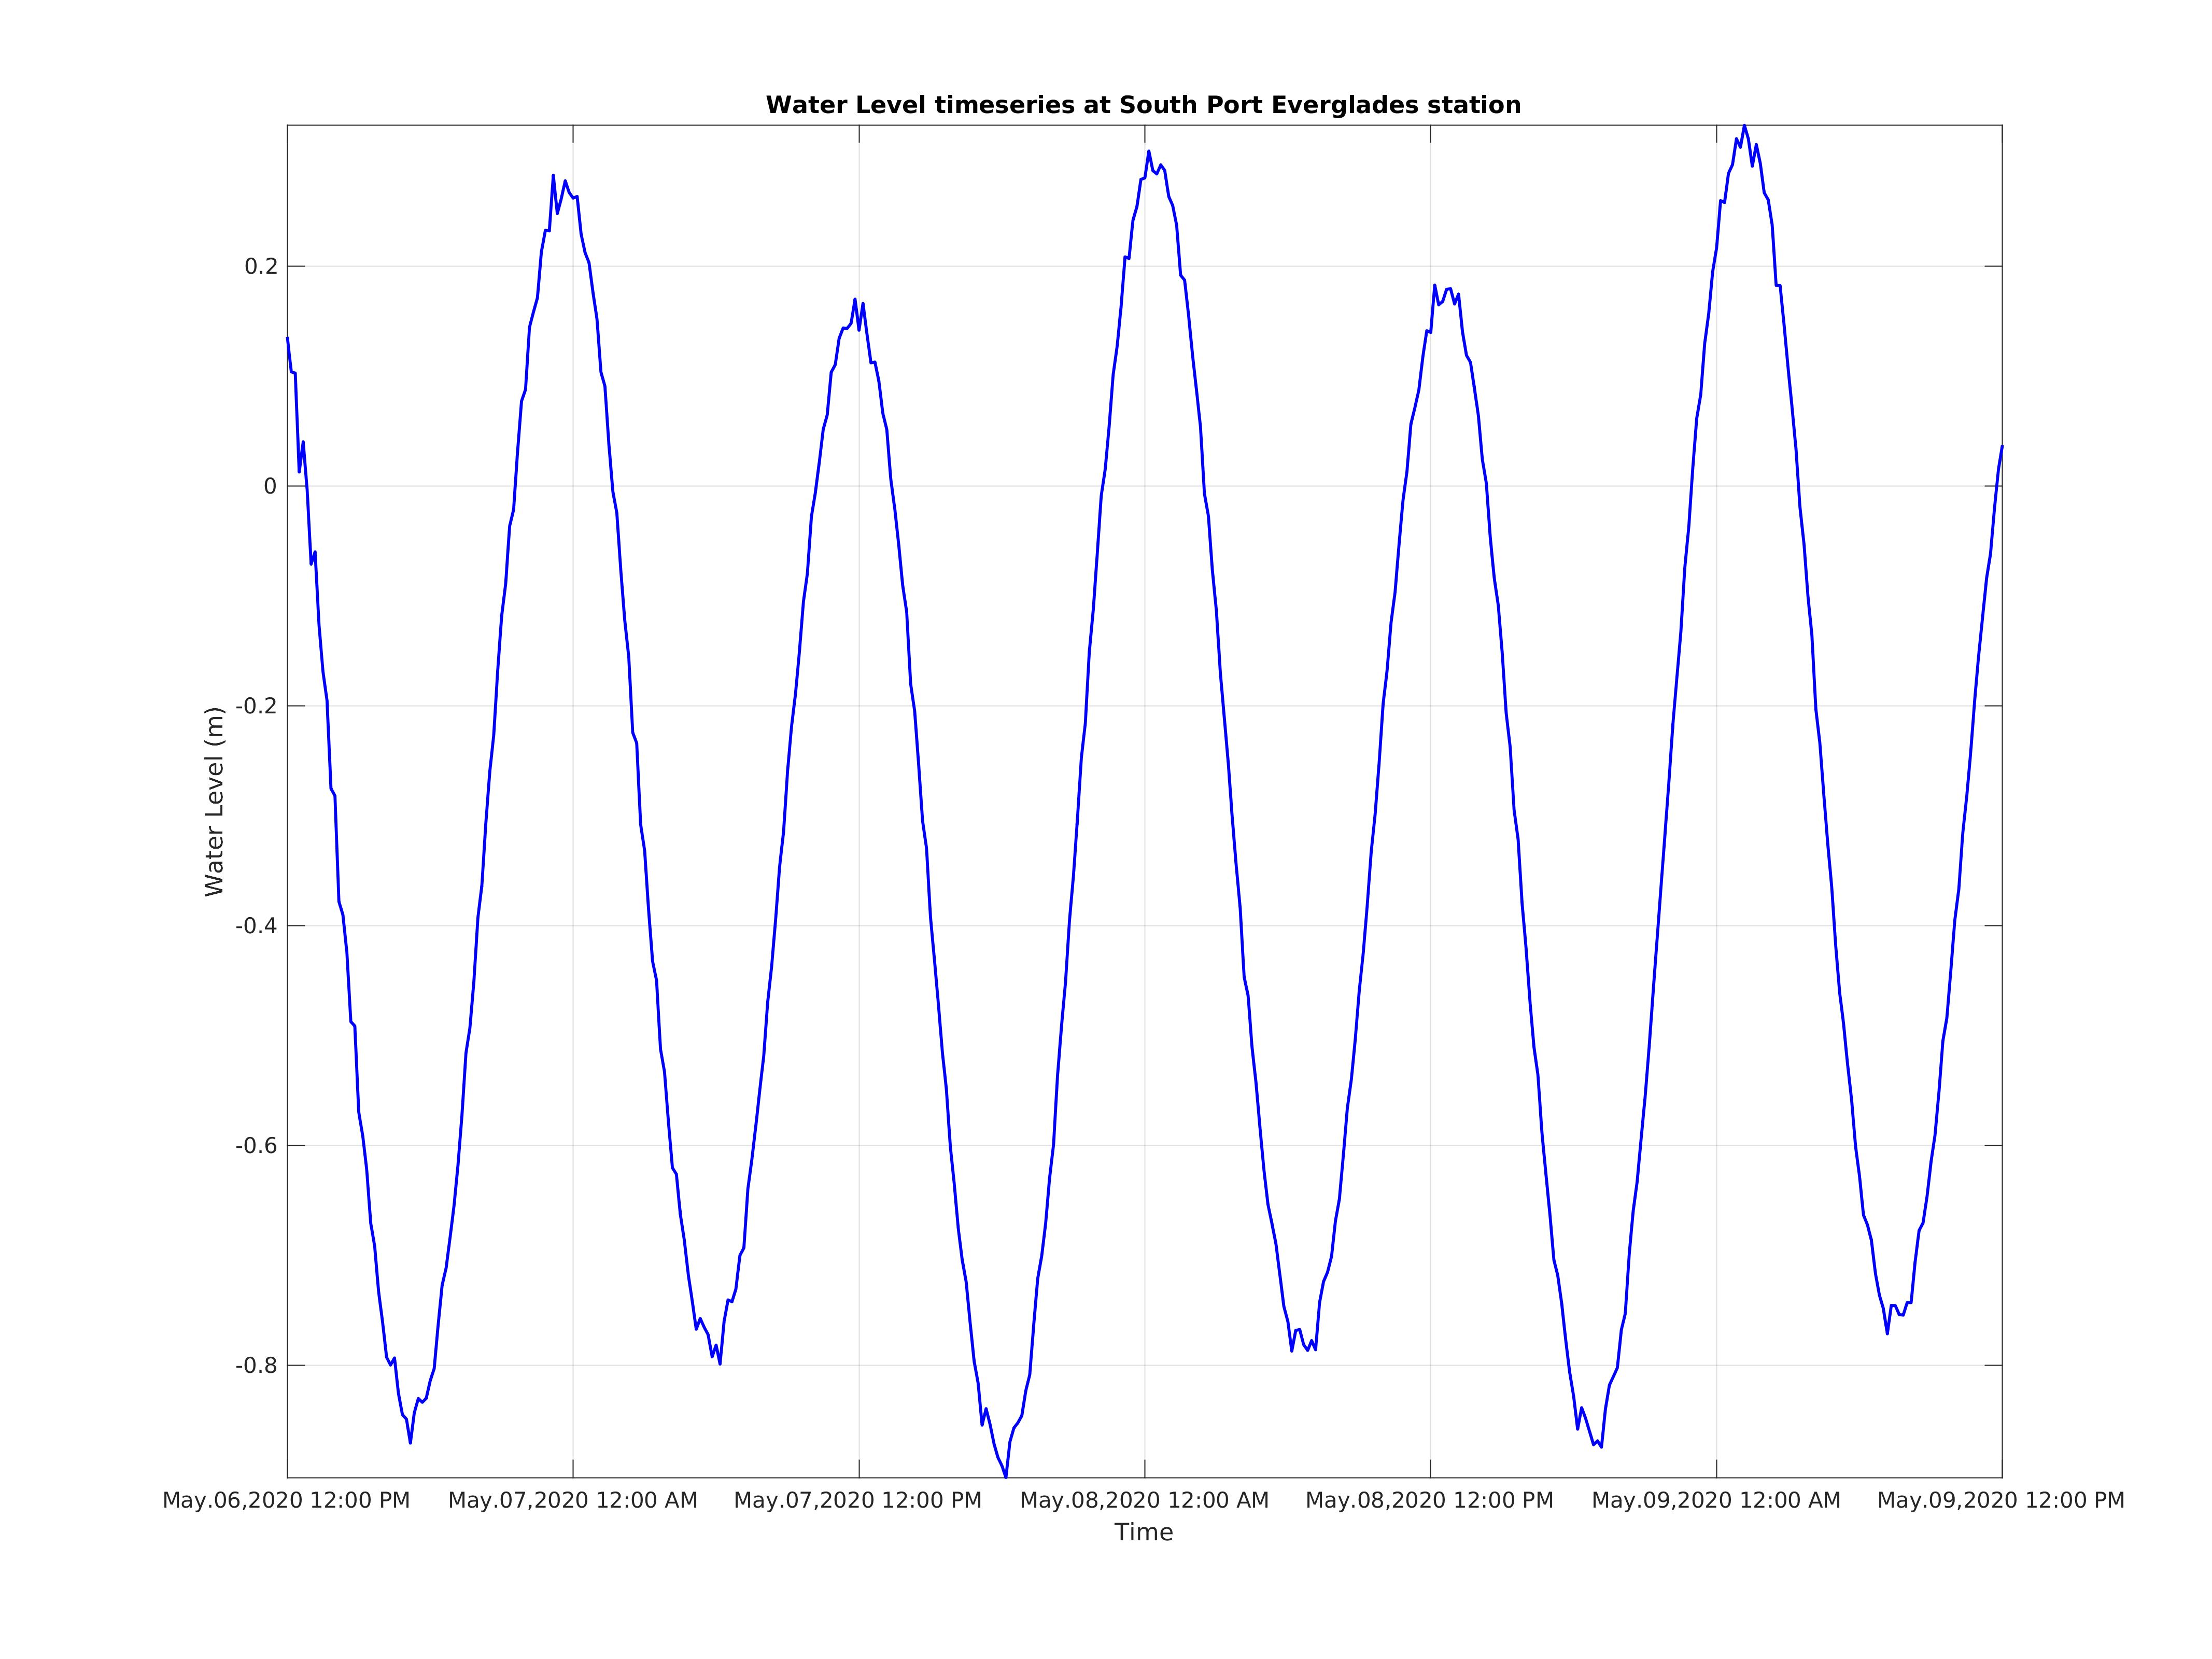 Water Level timeseries at South Port Everglades station
0.2
0
-0.2
-0.4
-0.6
-0.8
Water Level (m)
May.06,2020 12:00 PM
May.07,2020 12:00 AM
May.07,2020 12:00 PM
May.08,2020 12:00 AM
May.08,2020 12:00 PM
May.09,2020 12:00 AM
May.09,2020 12:00 PM
Time